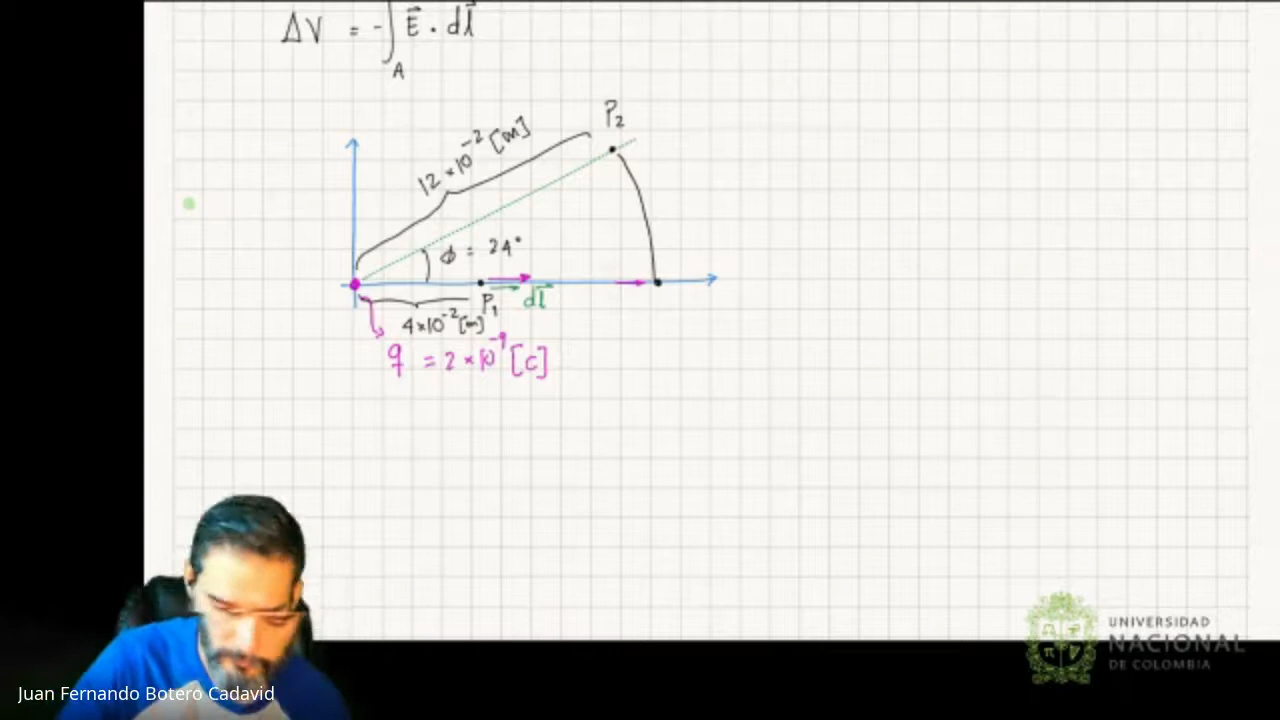 ΔV = -∫ E⃗ · dl⃗
A
P₂
12 × 10⁻² [m]
ϕ = 24°
P₁
dl⃗
4×10⁻² [m]
q = 2 × 10⁻⁹ [C]
UNIVERSIDAD
NACIONAL
DE COLOMBIA
Juan Fernando Botero Cadavid